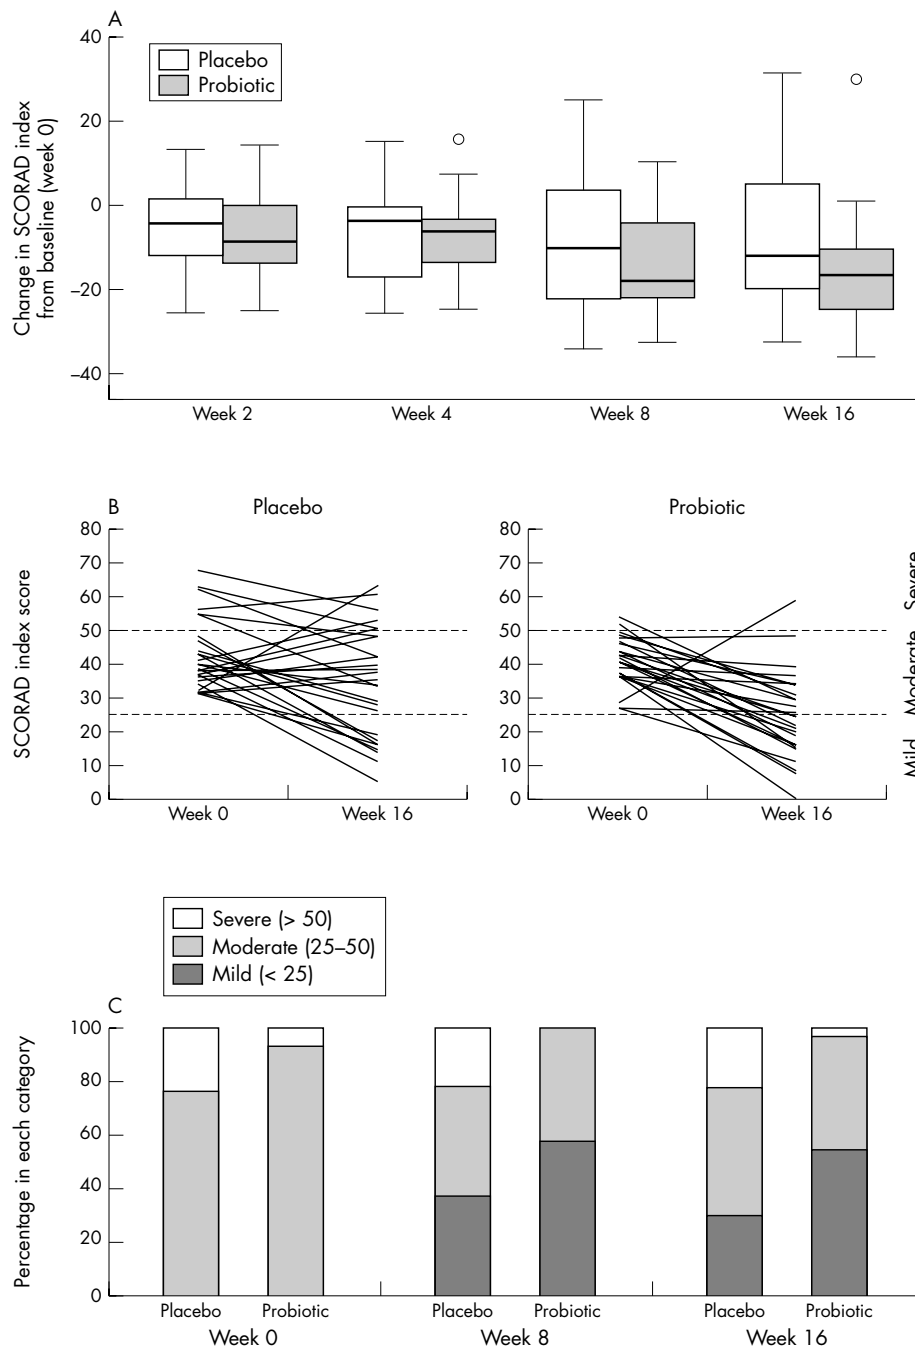 A
40
20
0
–20
–40
Change in SCORAD index
from baseline (week 0)
Placebo
Probiotic
Week 2
Week 4
Week 8
Week 16
B
Placebo
Probiotic
80
70
60
50
40
30
20
10
0
SCORAD index score
Week 0
Week 16
80
70
60
50
40
30
20
10
0
Week 0
Week 16
Severe
Moderate
Mild
Severe (> 50)
Moderate (25–50)
Mild (< 25)
C
100
80
60
40
20
0
Percentage in each category
Placebo
Probiotic
Placebo
Probiotic
Placebo
Probiotic
Week 0
Week 8
Week 16